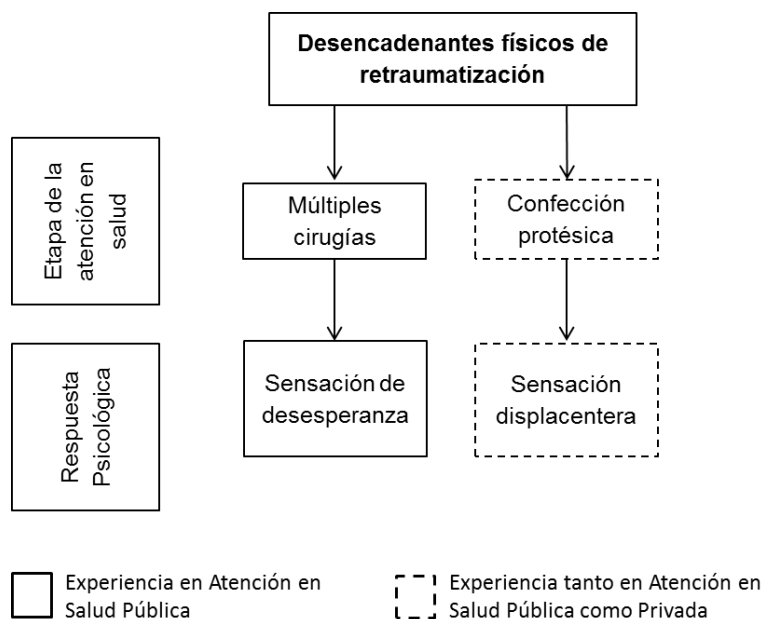 Desencadenantes físicos de
retraumatización
Etapa de la
atención en
salud
Múltiples
cirugías
Confección
protésica
Respuesta
Psicológica
Sensación de
desesperanza
Sensación
displacentera
Experiencia en Atención en
Salud Pública
Experiencia tanto en Atención en
Salud Pública como Privada